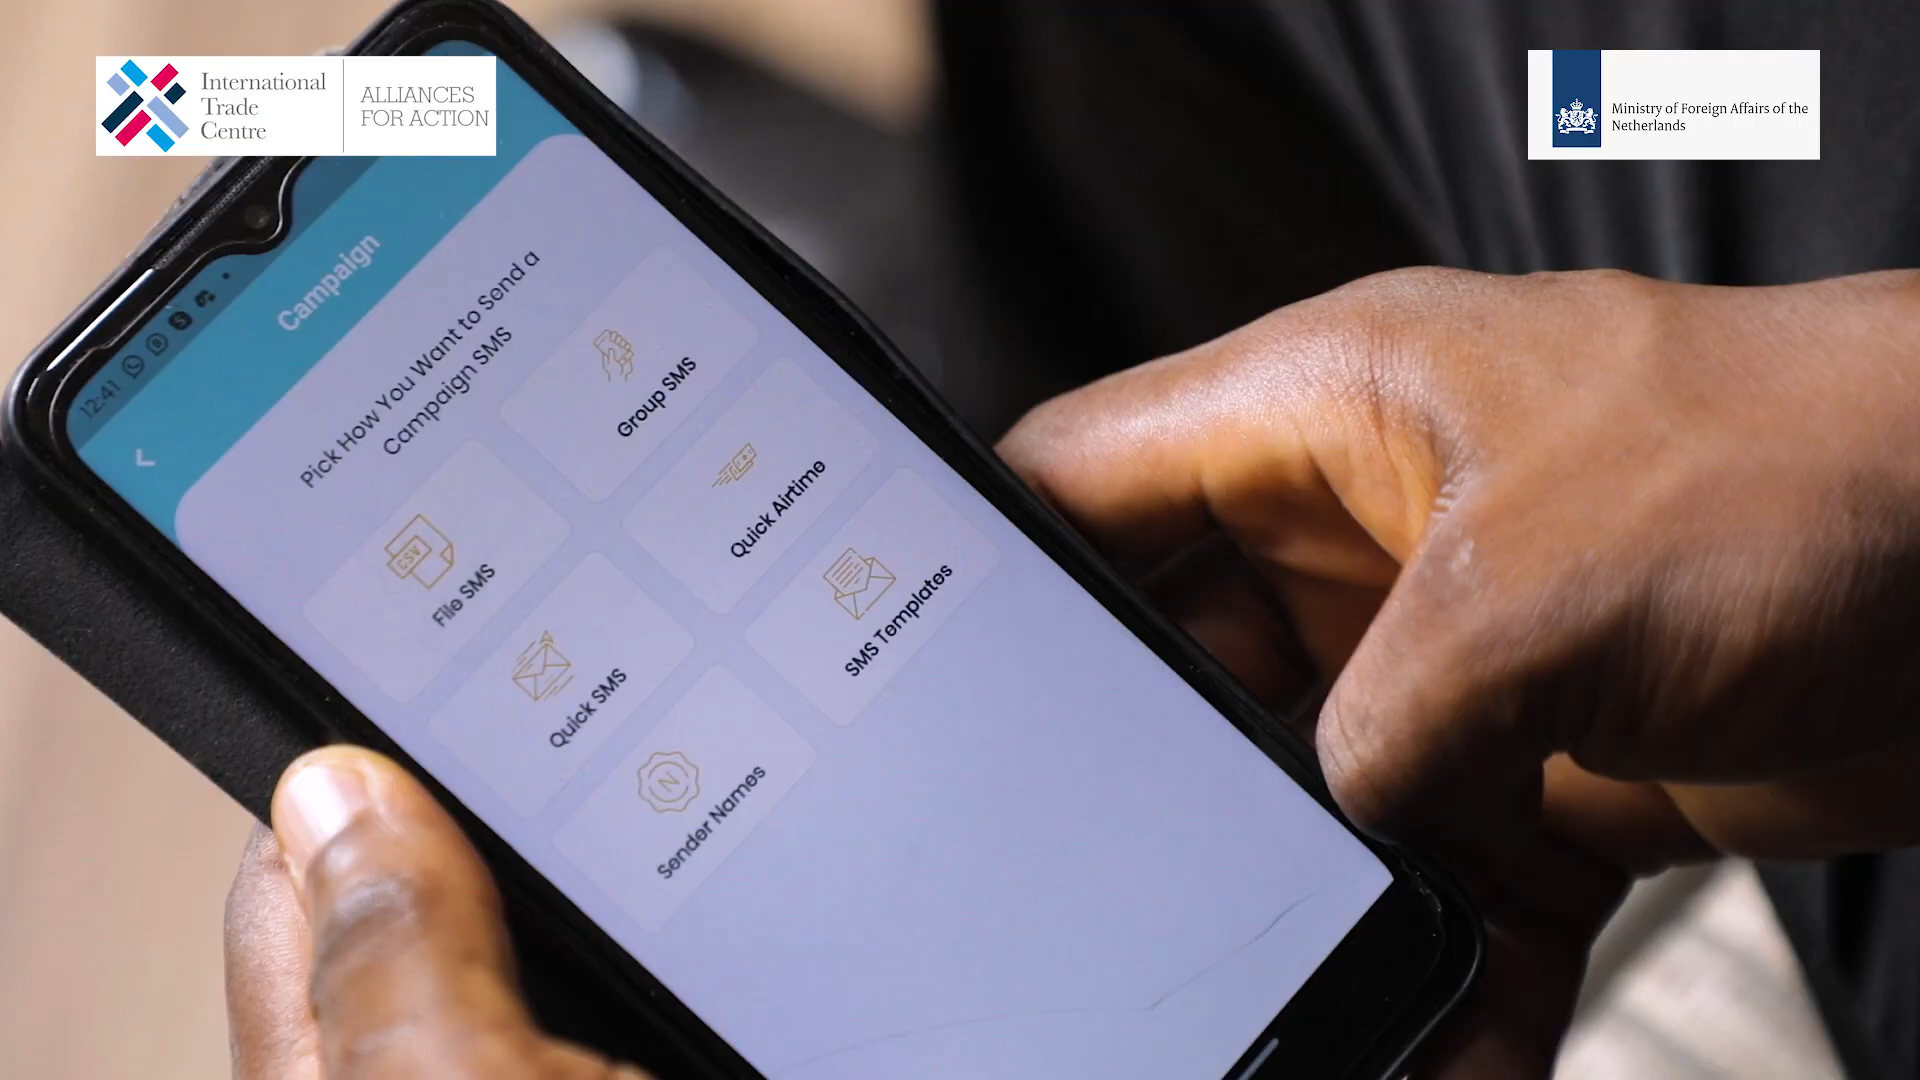 International
Trade
Centre
ALLIANCES
FOR ACTION
Ministry of Foreign Affairs of the
Netherlands
12:41
Campaign
Pick How You Want to Send a
Campaign SMS
CSV
File SMS
Group SMS
Quick SMS
Quick Airtime
N
Sender Names
SMS Templates